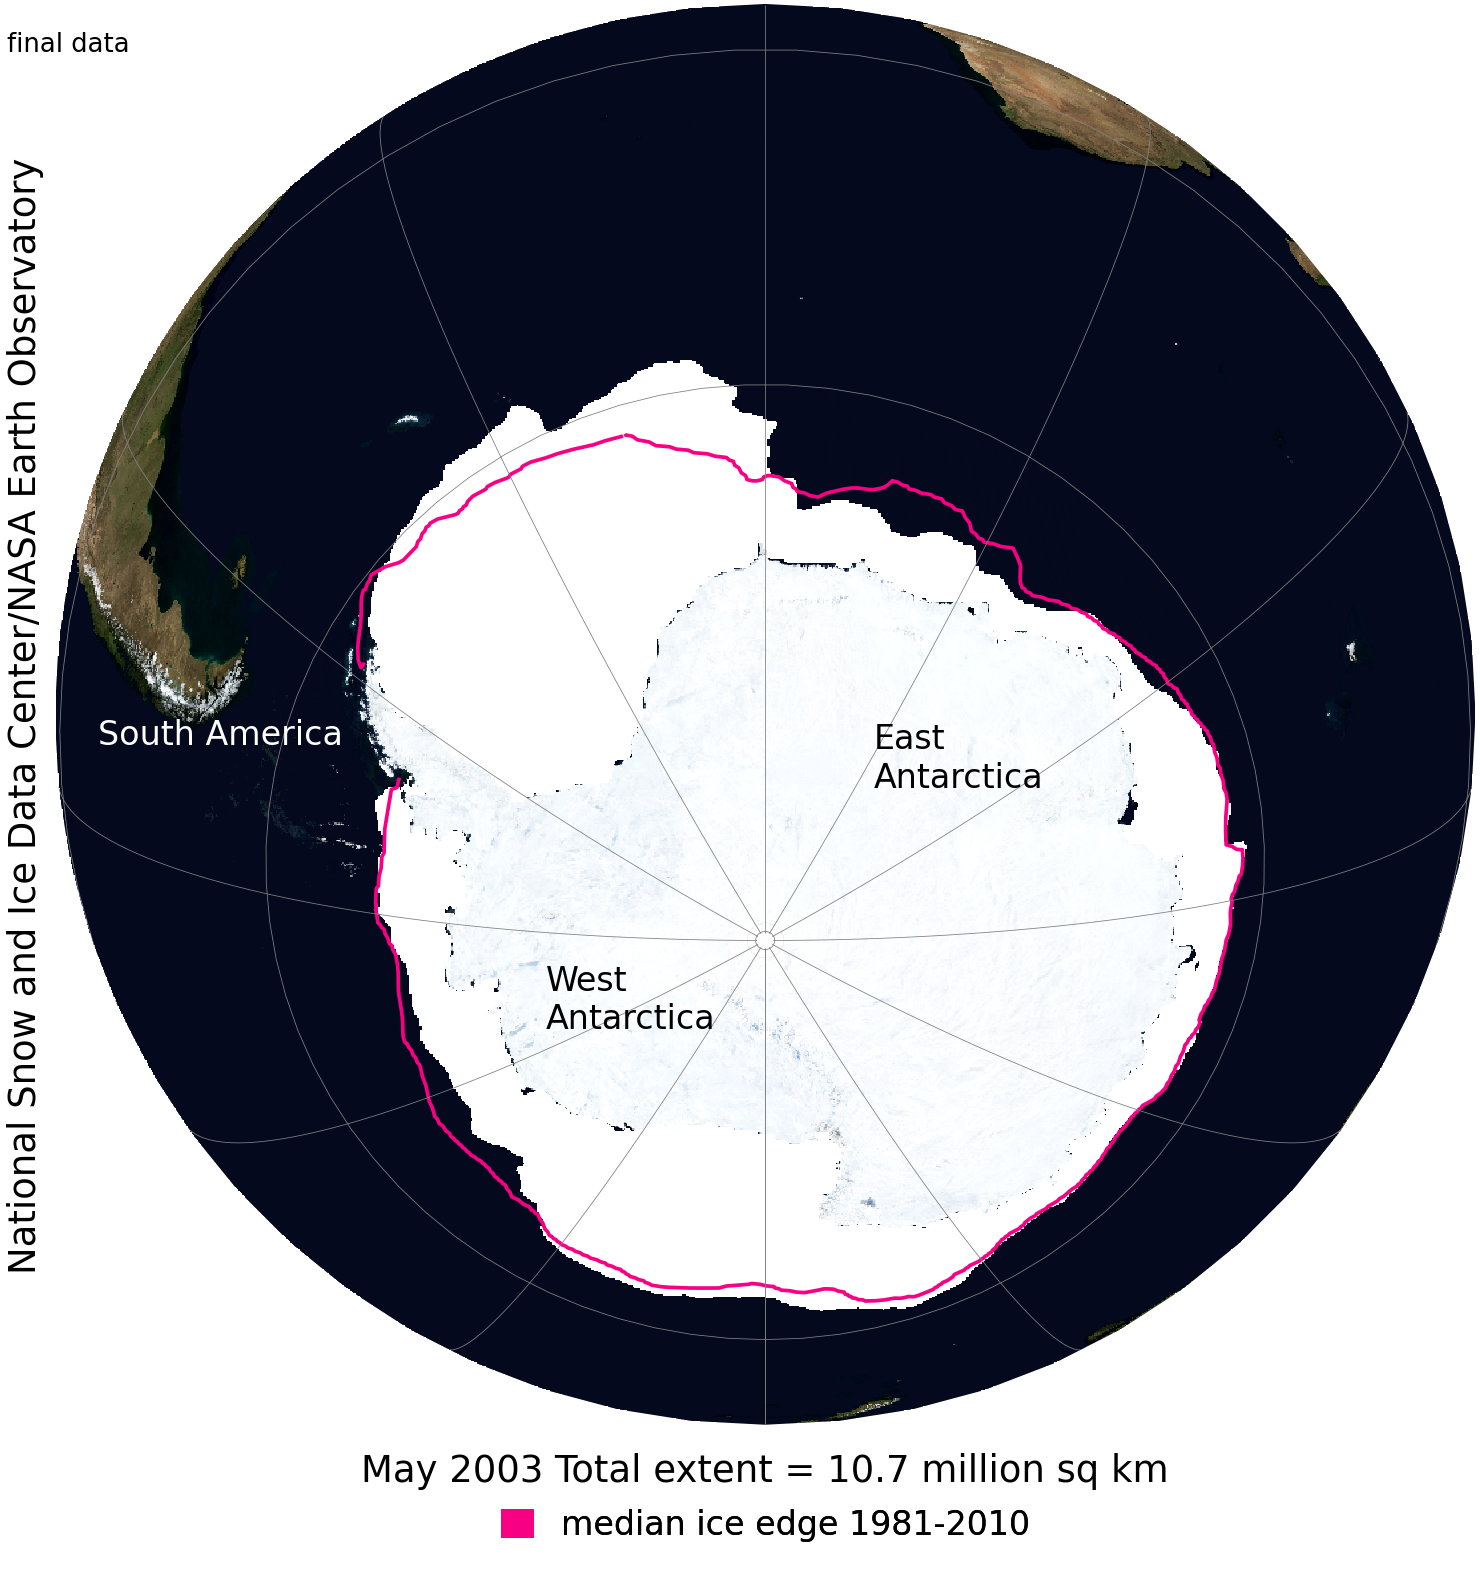 final data
National Snow and Ice Data Center/NASA Earth Observatory
South America
East
Antarctica
West
Antarctica
May 2003 Total extent = 10.7 million sq km
median ice edge 1981-2010